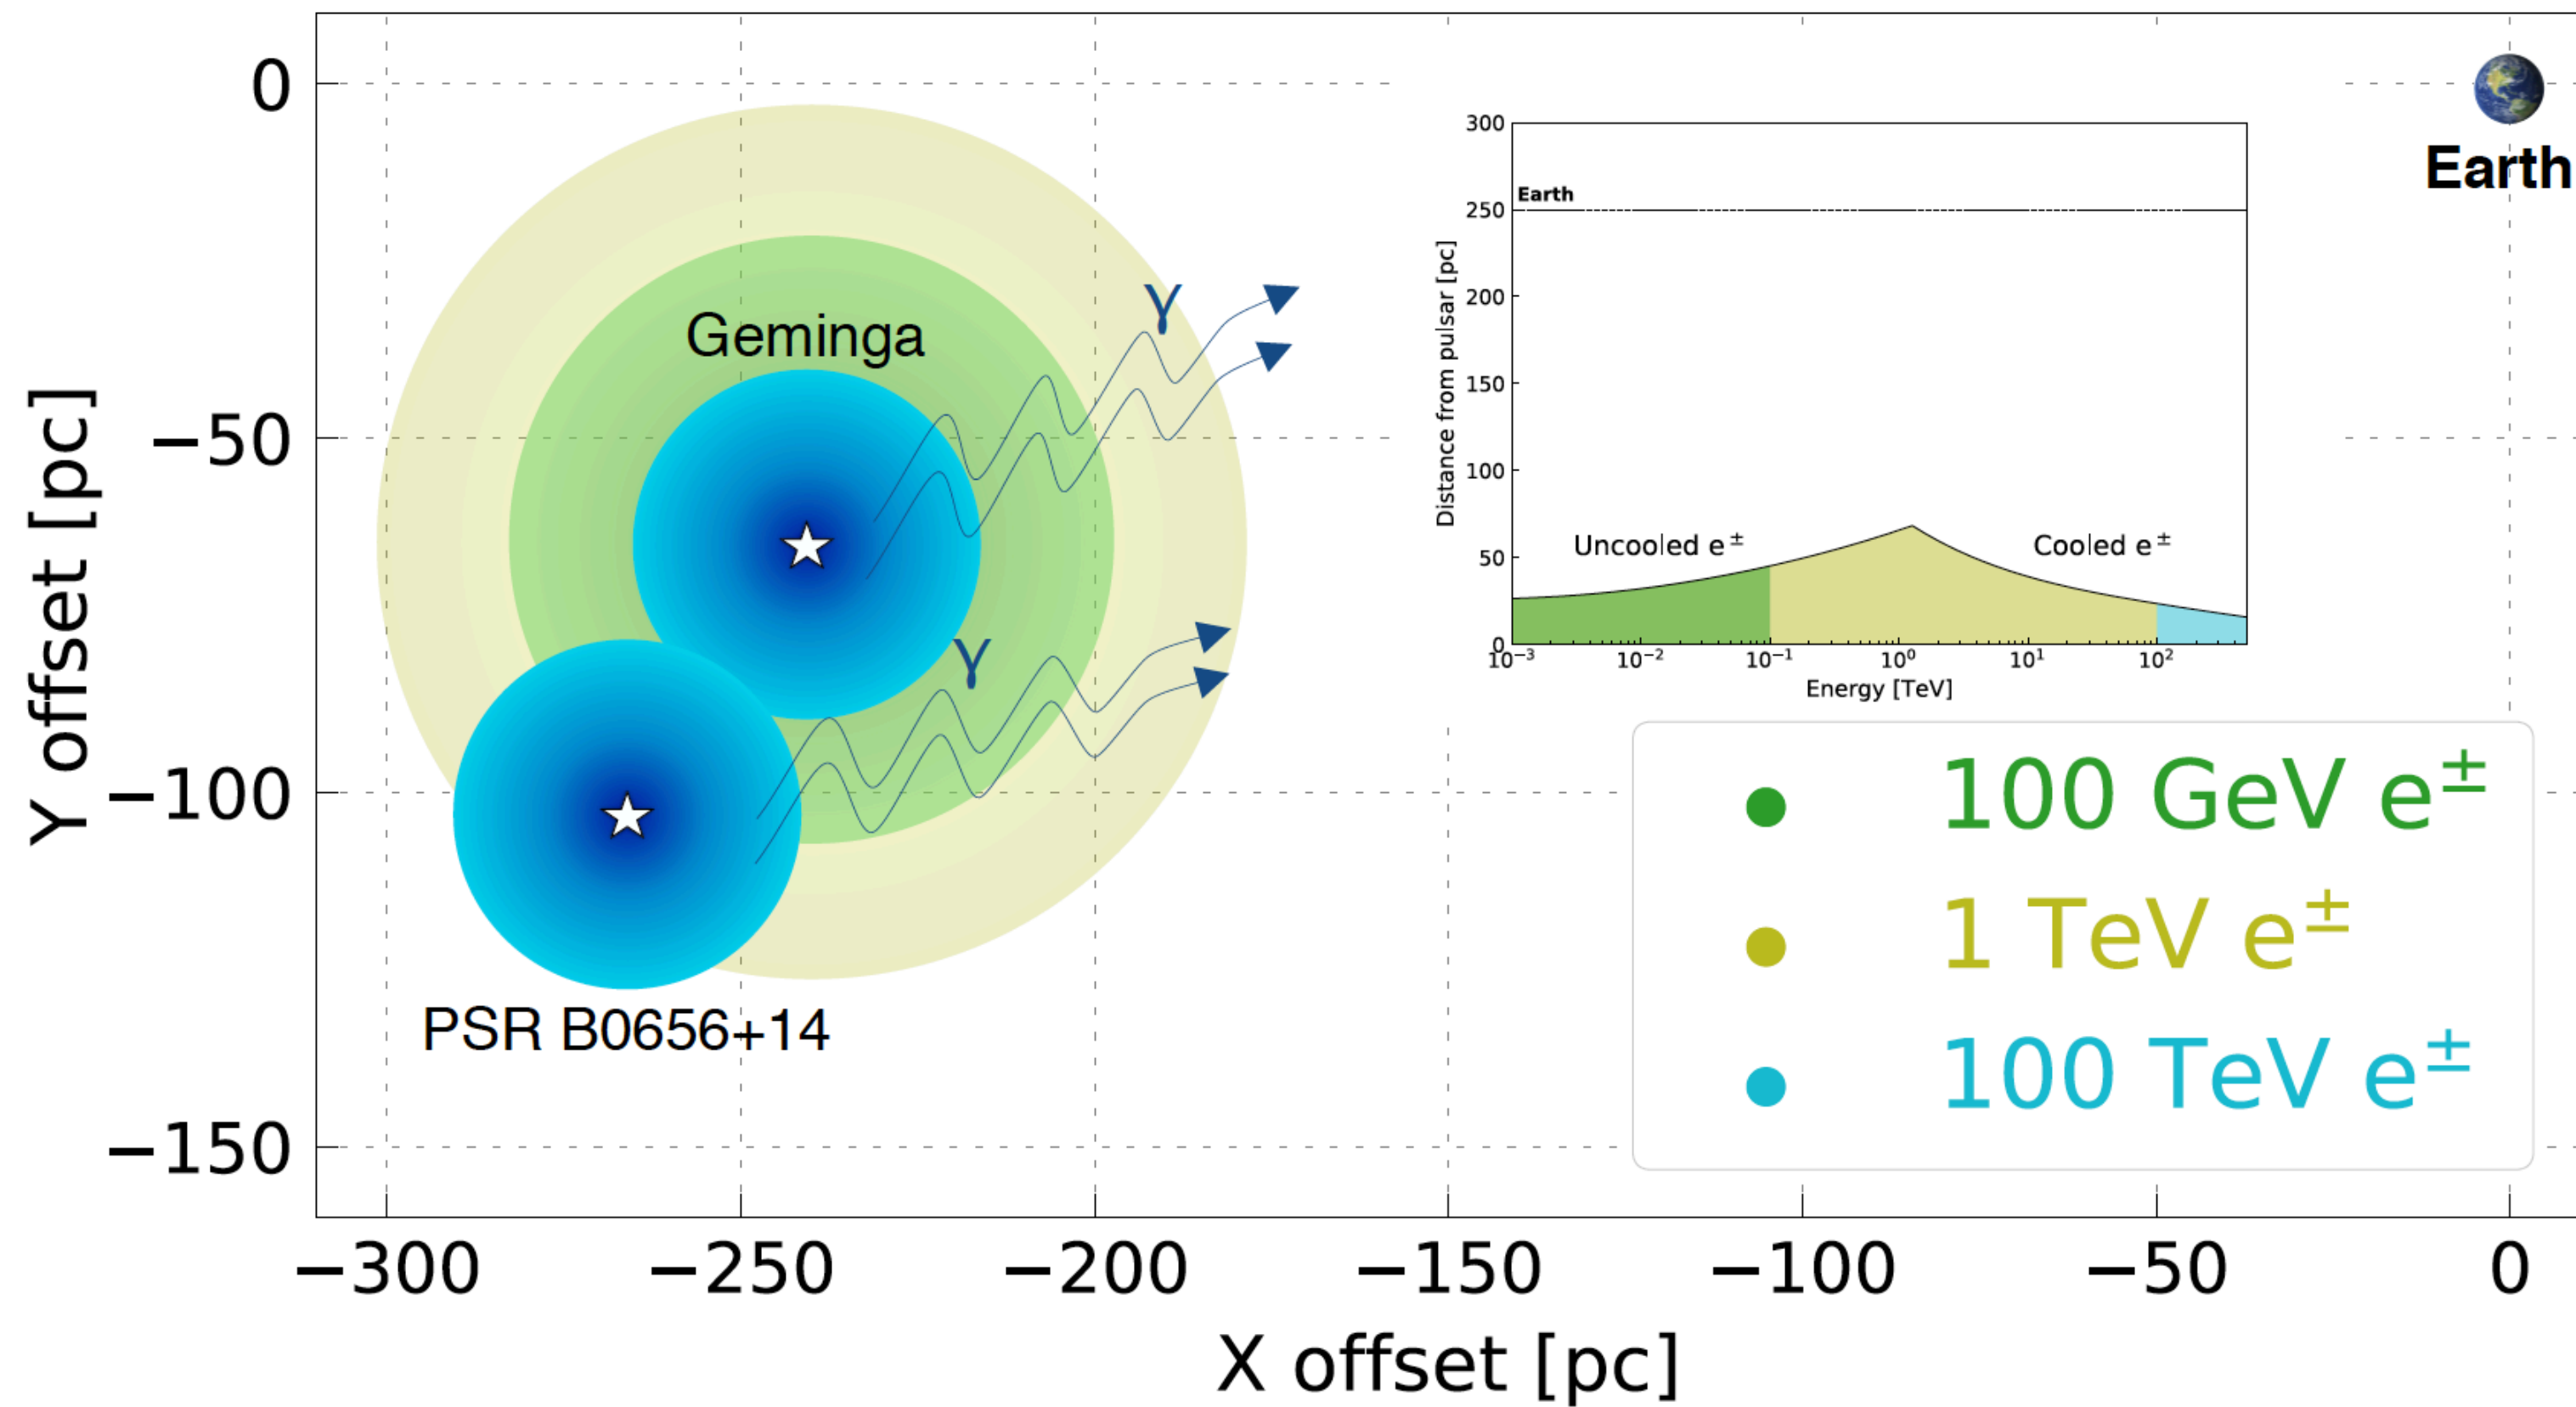 Y offset [pc]
0
−50
−100
−150
−300
−250
−200
−150
−100
−50
0
X offset [pc]
Geminga
γ
γ
PSR B0656+14
Earth
Distance from pulsar [pc]
300
250
200
150
100
50
0
Earth
Uncooled e±
Cooled e±
10⁻³
10⁻²
10⁻¹
10⁰
10¹
10²
Energy [TeV]
100 GeV e±
1 TeV e±
100 TeV e±